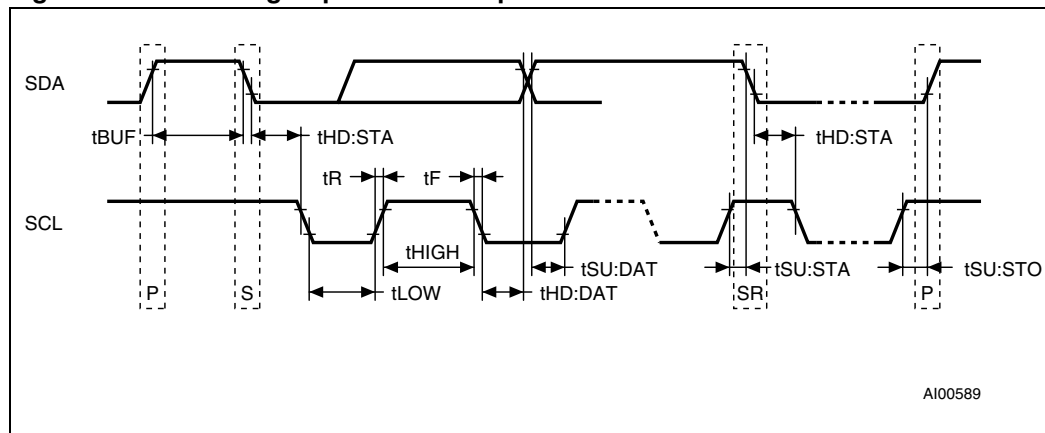 SDA
tBUF
tHD:STA
tHD:STA
tR
tF
SCL
tHIGH
tSU:DAT
tSU:STA
tSU:STO
tLOW
tHD:DAT
P
S
SR
P
AI00589